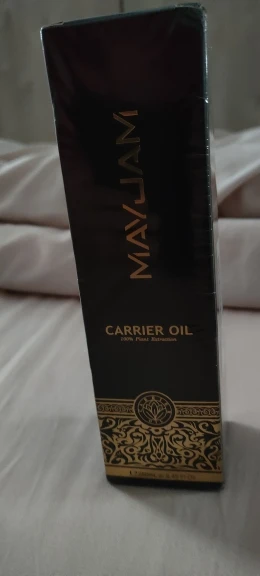 MAYJAM
CARRIER OIL
100% Plant Extraction